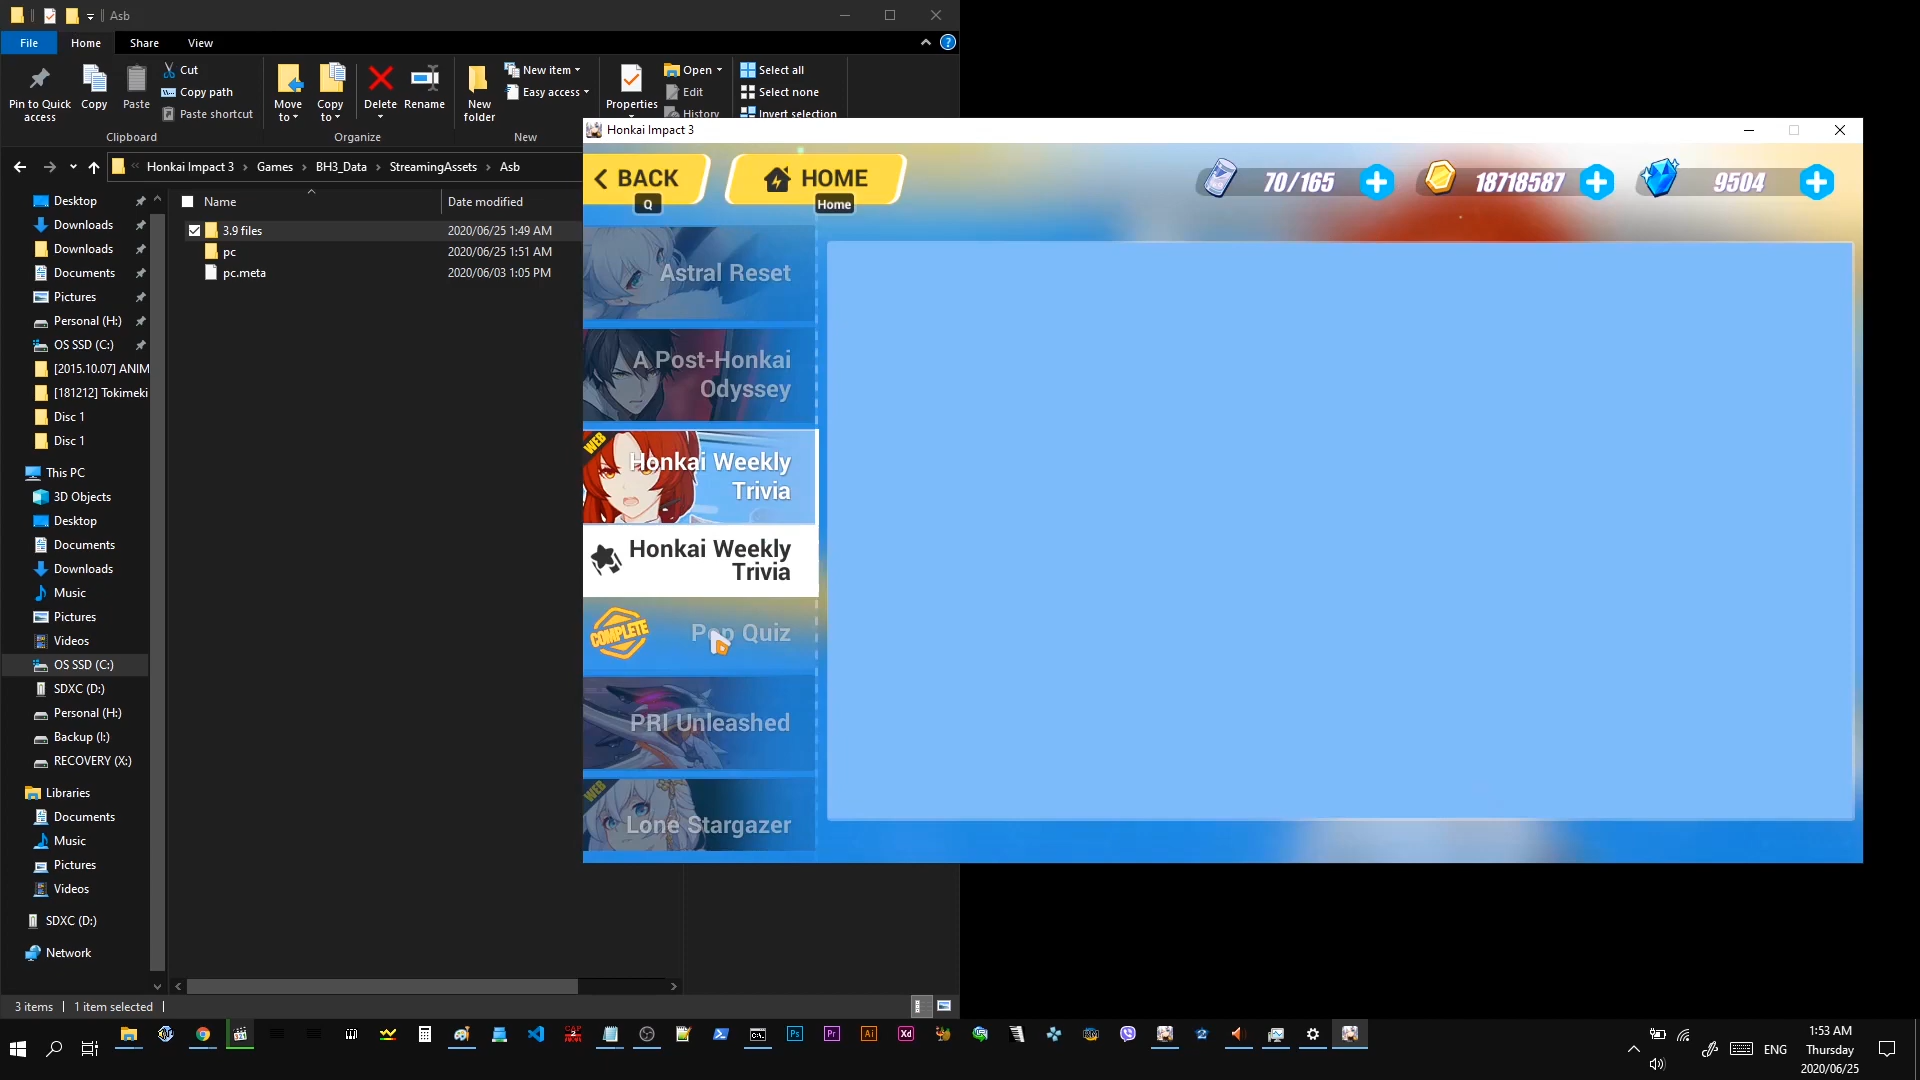 Asb
File Home Share View
Pin to Quick access
Copy
Paste
Cut
Copy path
Paste shortcut
Clipboard
Move to
Copy to
Delete
Rename
Organize
New folder
New item
Easy access
New
Properties
Open
Edit
History
Select all
Select none
Invert selection
Honkai Impact 3 Games BH3_Data StreamingAssets Asb
Name Date modified
3.9 files 2020/06/25 1:49 AM
pc 2020/06/25 1:51 AM
pc.meta 2020/06/03 1:05 PM
Desktop
Downloads
Downloads
Documents
Pictures
Personal (H:)
OS SSD (C:)
[2015.10.07] ANIM
[181212] Tokimeki
Disc 1
Disc 1
This PC
3D Objects
Desktop
Documents
Downloads
Music
Pictures
Videos
OS SSD (C:)
SDXC (D:)
Personal (H:)
Backup (I:)
RECOVERY (X:)
Libraries
Documents
Music
Pictures
Videos
SDXC (D:)
Network
3 items 1 item selected
Honkai Impact 3
BACK
Q
HOME
Home
70/165
18718587
9504
Astral Reset
A Post-Honkai
Odyssey
WEB
Honkai Weekly
Trivia
Honkai Weekly
Trivia
COMPLETE
Pop Quiz
PRI Unleashed
WEB
Lone Stargazer
Ps
Pr
Ai
Xd
ENG
1:53 AM
Thursday
2020/06/25